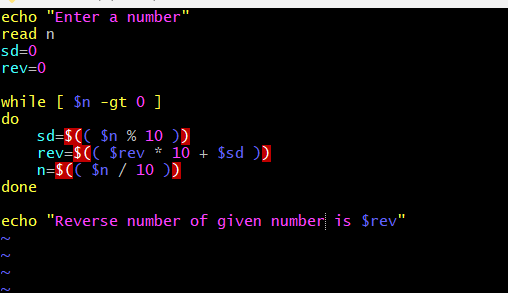 echo "Enter a number"
read n
sd=0
rev=0
while [ $n -gt 0 ]
do
    sd=$(( $n % 10 ))
    rev=$(( $rev * 10 + $sd ))
    n=$(( $n / 10 ))
done
echo "Reverse number of given number is $rev"
~
~
~
~